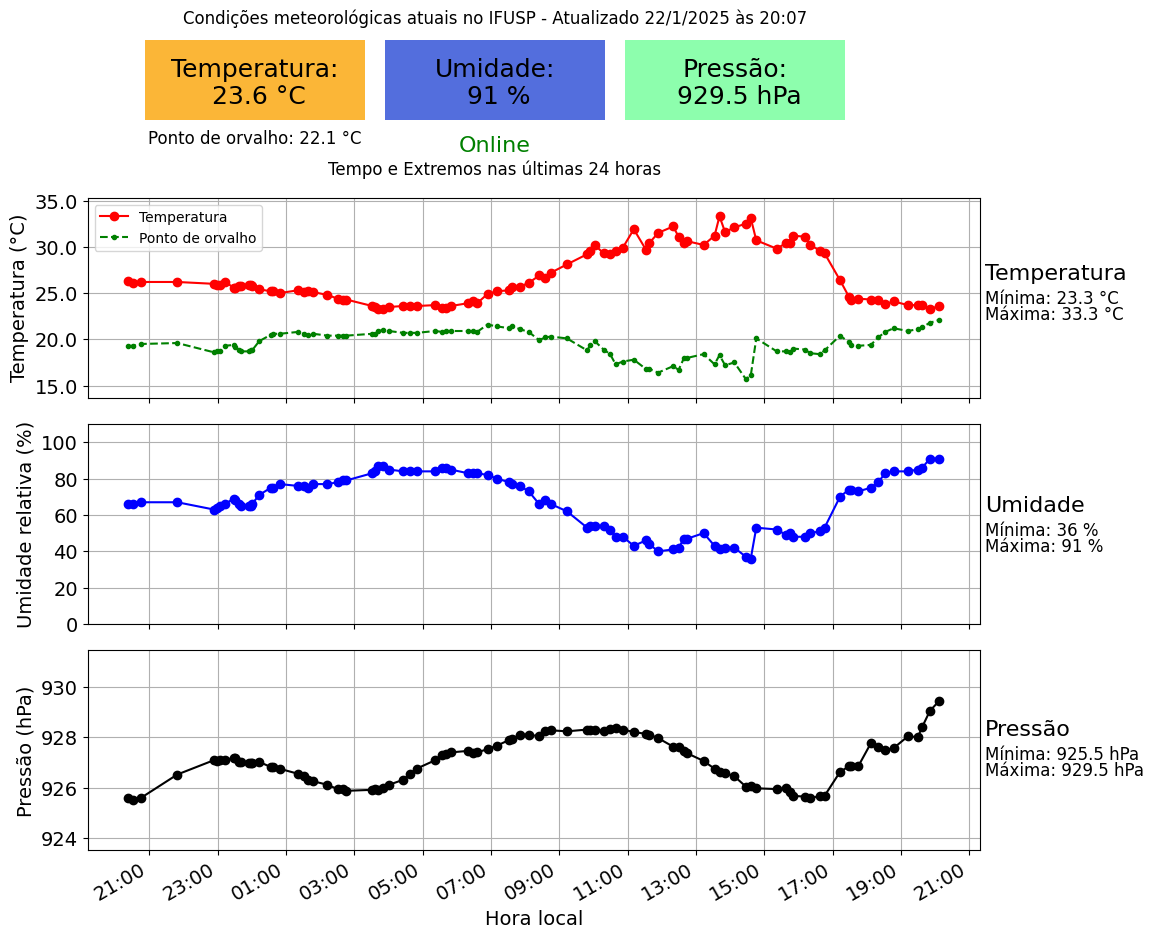 Condições meteorológicas atuais no IFUSP - Atualizado 22/1/2025 às 20:07
Temperatura:
23.6 °C
Umidade:
91 %
Pressão:
929.5 hPa
Ponto de orvalho: 22.1 °C
Online
Tempo e Extremos nas últimas 24 horas
Temperatura (°C)
35.0
30.0
25.0
20.0
15.0
Temperatura
Ponto de orvalho
Temperatura
Mínima: 23.3 °C
Máxima: 33.3 °C
Umidade relativa (%)
100
80
60
40
20
0
Umidade
Mínima: 36 %
Máxima: 91 %
Pressão (hPa)
930
928
926
924
Pressão
Mínima: 925.5 hPa
Máxima: 929.5 hPa
21:00 23:00 01:00 03:00 05:00 07:00 09:00 11:00 13:00 15:00 17:00 19:00 21:00
Hora local